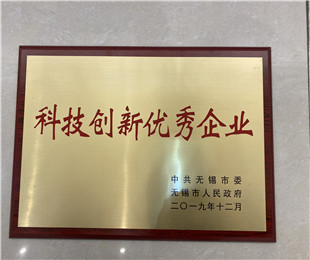 科技创新优秀企业
中共无锡市委
无锡市人民政府
二〇一九年十二月